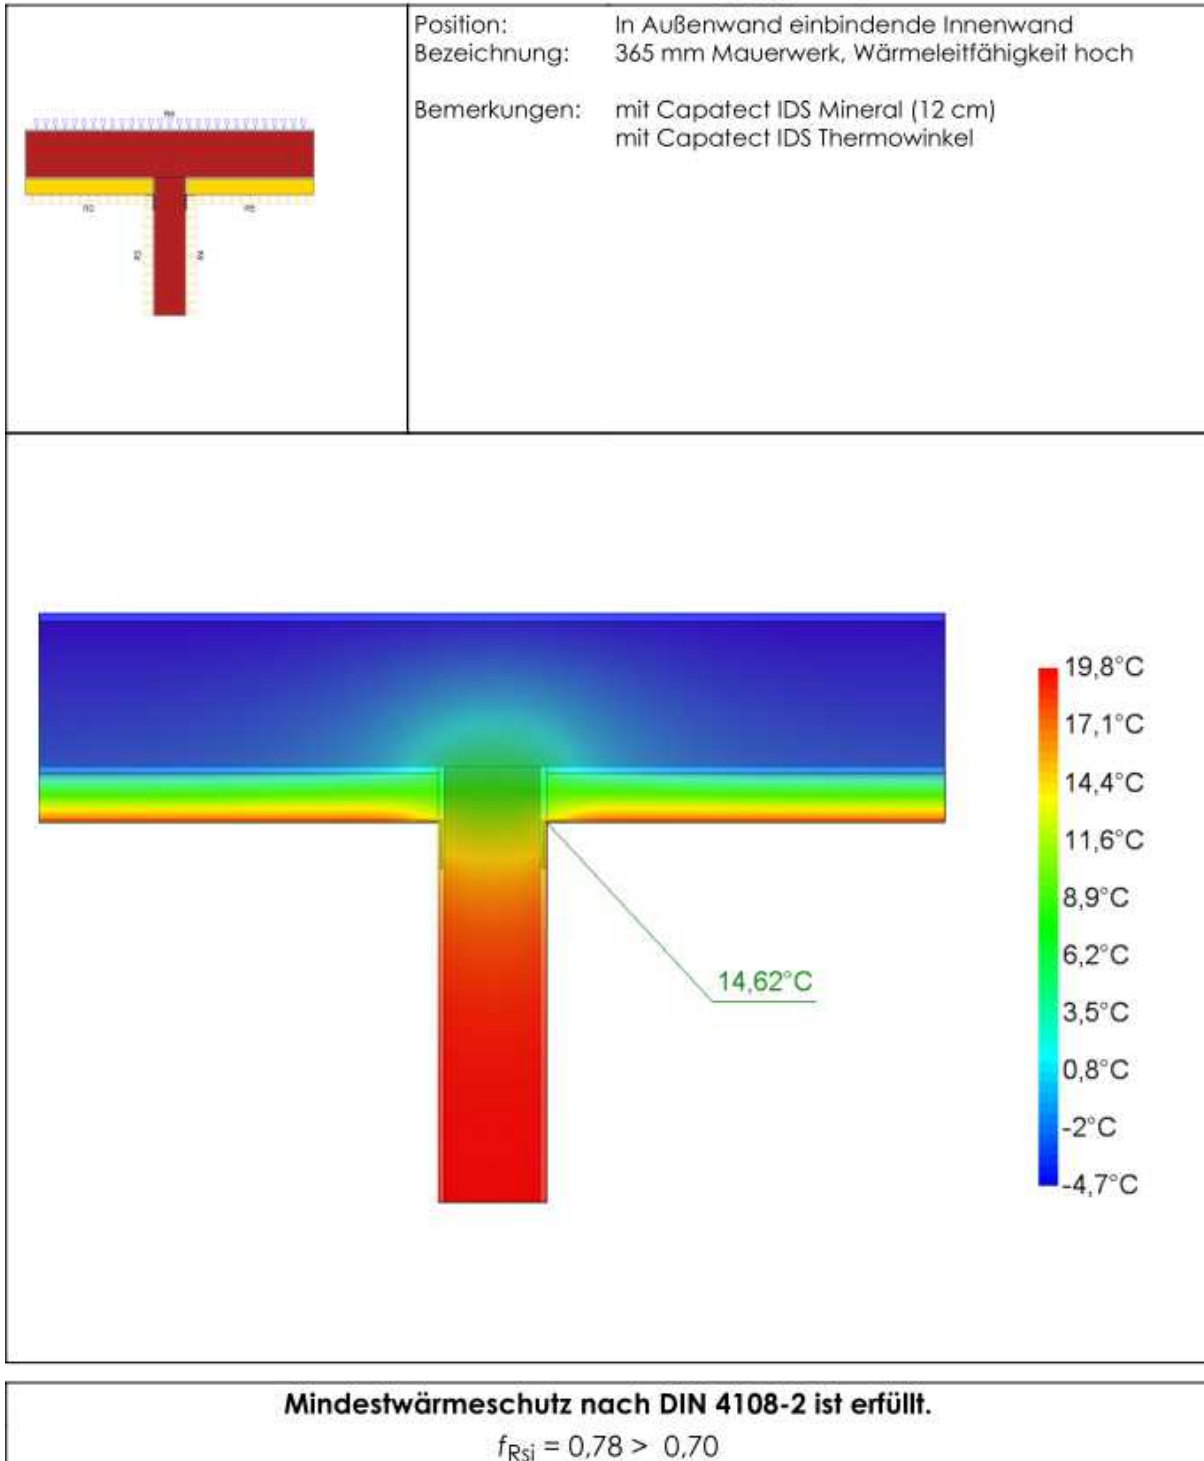 Position: In Außenwand einbindende Innenwand
Bezeichnung: 365 mm Mauerwerk, Wärmeleitfähigkeit hoch
Bemerkungen: mit Capatect IDS Mineral (12 cm)
mit Capatect IDS Thermowinkel
19,8°C
17,1°C
14,4°C
11,6°C
8,9°C
6,2°C
3,5°C
0,8°C
-2°C
-4,7°C
14,62°C
Mindestwärmeschutz nach DIN 4108-2 ist erfüllt.
fRsi = 0,78 > 0,70